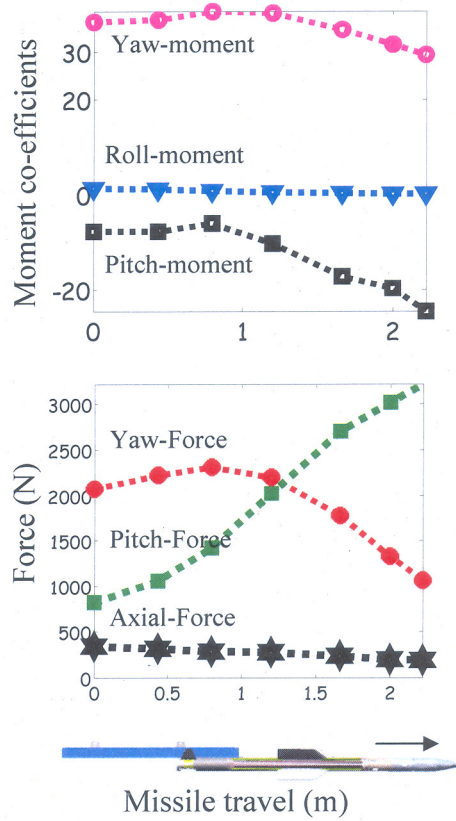 Moment co-efficients
30
20
0
-20
Yaw-moment
Roll-moment
Pitch-moment
0
1
2
Force (N)
3000
2500
2000
1500
1000
500
0
Yaw-Force
Pitch-Force
Axial-Force
0
0.5
1
1.5
2
Missile travel (m)